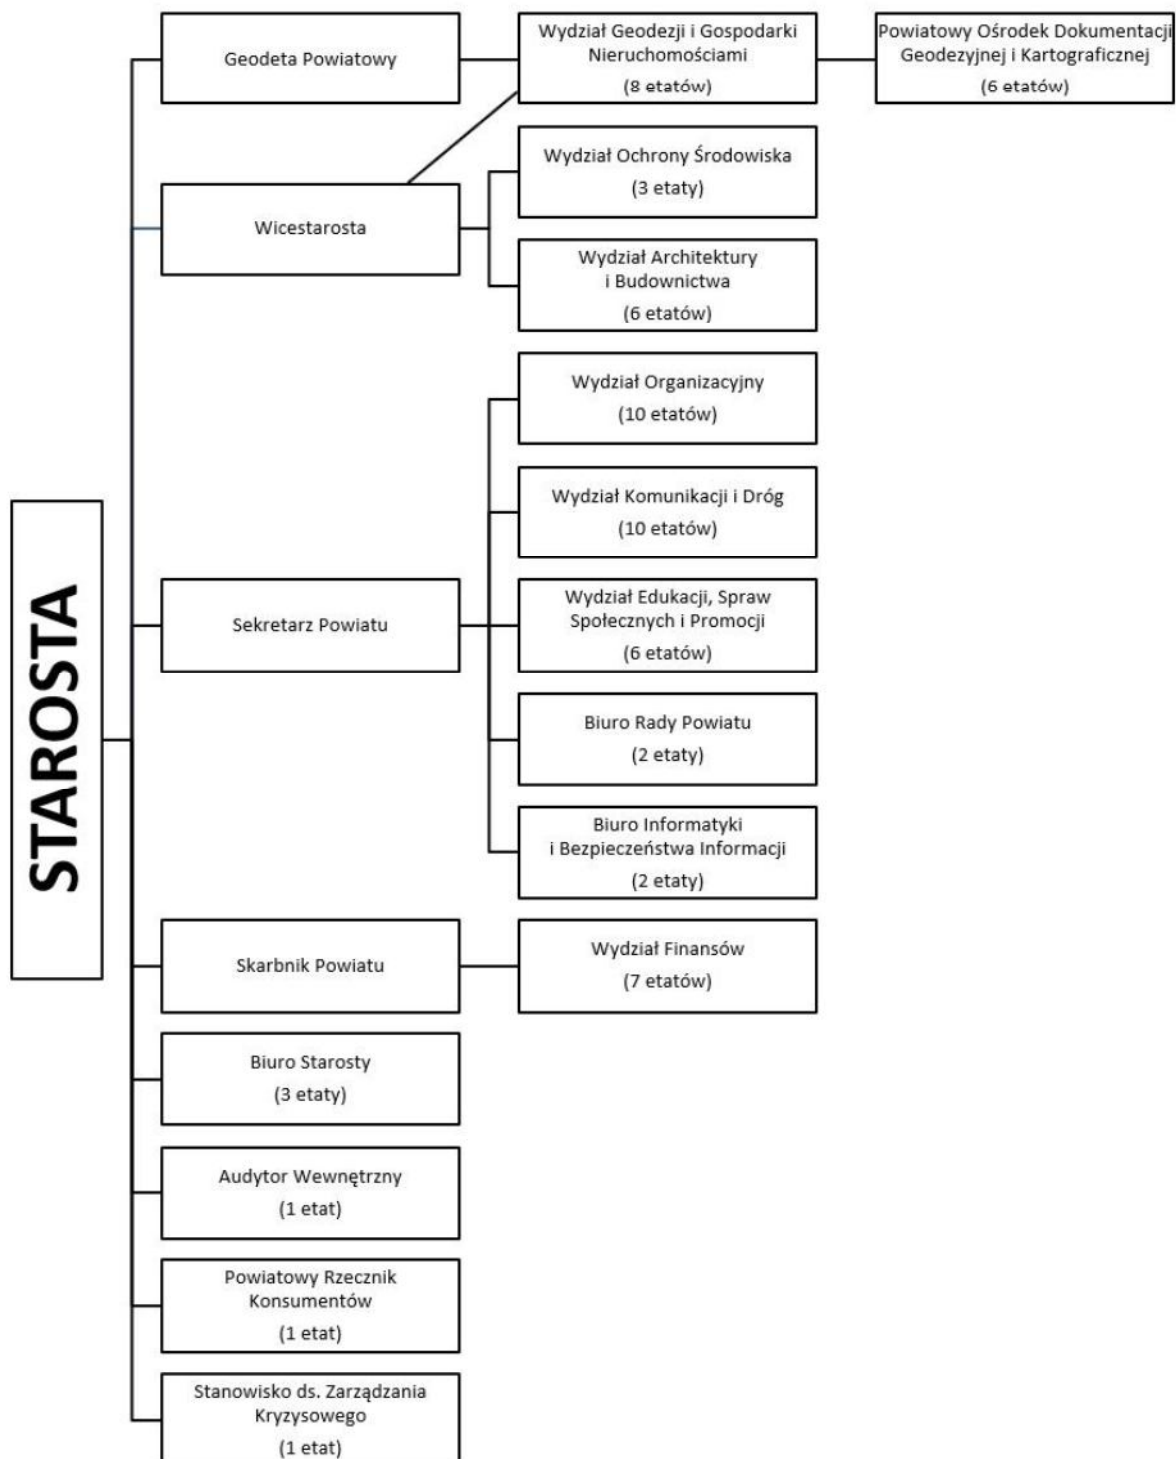 STAROSTA
Geodeta Powiatowy
Wydział Geodezji i Gospodarki
Nieruchomościami
(8 etatów)
Powiatowy Ośrodek Dokumentacji
Geodezyjnej i Kartograficznej
(6 etatów)
Wicestarosta
Wydział Ochrony Środowiska
(3 etaty)
Wydział Architektury
i Budownictwa
(6 etatów)
Sekretarz Powiatu
Wydział Organizacyjny
(10 etatów)
Wydział Komunikacji i Dróg
(10 etatów)
Wydział Edukacji, Spraw
Społecznych i Promocji
(6 etatów)
Biuro Rady Powiatu
(2 etaty)
Biuro Informatyki
i Bezpieczeństwa Informacji
(2 etaty)
Skarbnik Powiatu
Wydział Finansów
(7 etatów)
Biuro Starosty
(3 etaty)
Audytor Wewnętrzny
(1 etat)
Powiatowy Rzecznik
Konsumentów
(1 etat)
Stanowisko ds. Zarządzania
Kryzysowego
(1 etat)